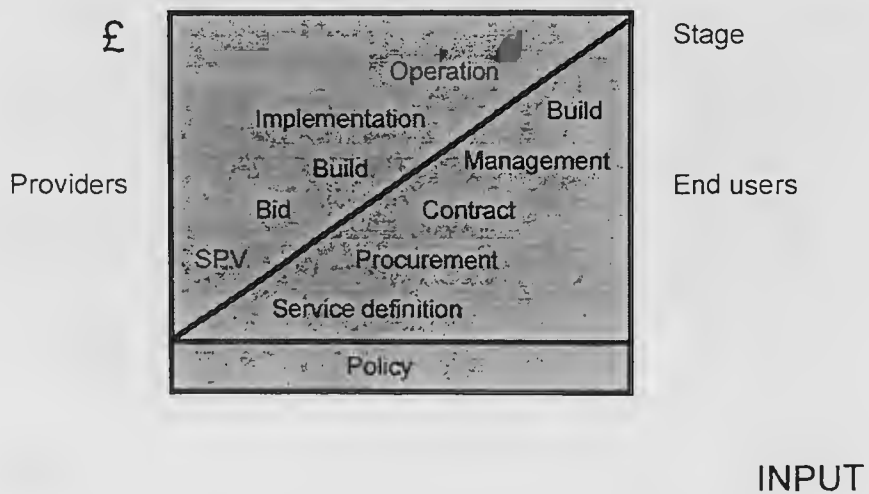 £
Stage
Operation
Build
Implementation
Management
Build
Providers
End users
Bid
Contract
SPV
Procurement
Service definition
Policy
INPUT